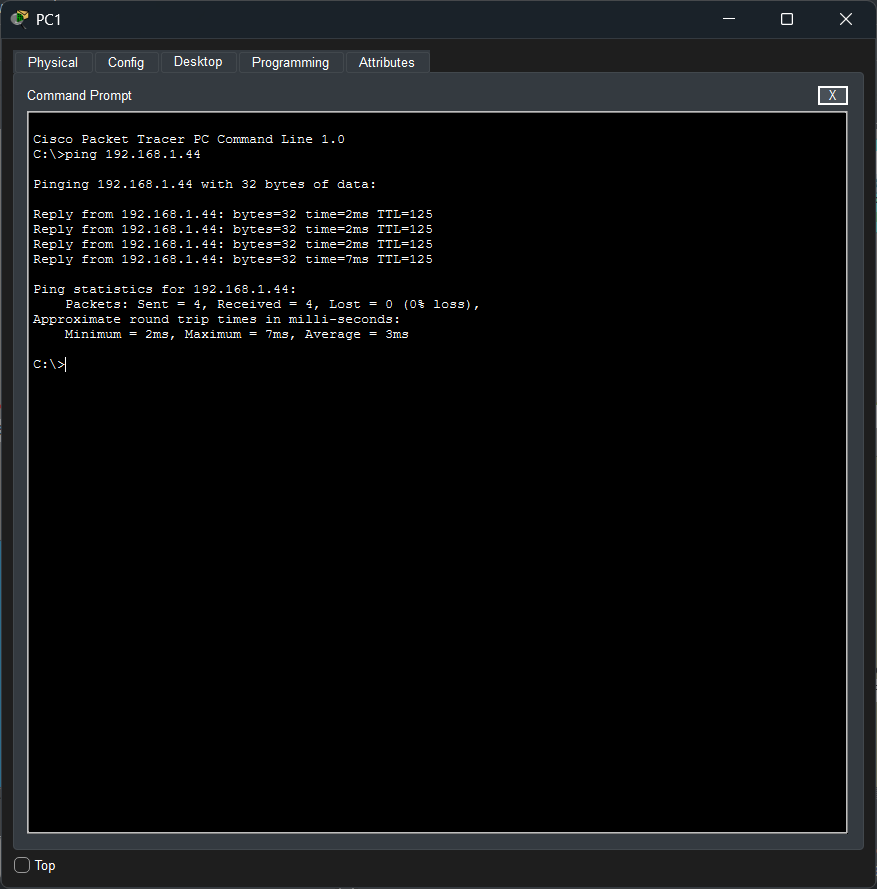 PC1
Physical Config Desktop Programming Attributes
Command Prompt
X
Cisco Packet Tracer PC Command Line 1.0
C:\>ping 192.168.1.44
Pinging 192.168.1.44 with 32 bytes of data:
Reply from 192.168.1.44: bytes=32 time=2ms TTL=125
Reply from 192.168.1.44: bytes=32 time=2ms TTL=125
Reply from 192.168.1.44: bytes=32 time=2ms TTL=125
Reply from 192.168.1.44: bytes=32 time=7ms TTL=125
Ping statistics for 192.168.1.44:
Packets: Sent = 4, Received = 4, Lost = 0 (0% loss),
Approximate round trip times in milli-seconds:
Minimum = 2ms, Maximum = 7ms, Average = 3ms
C:\>
Top